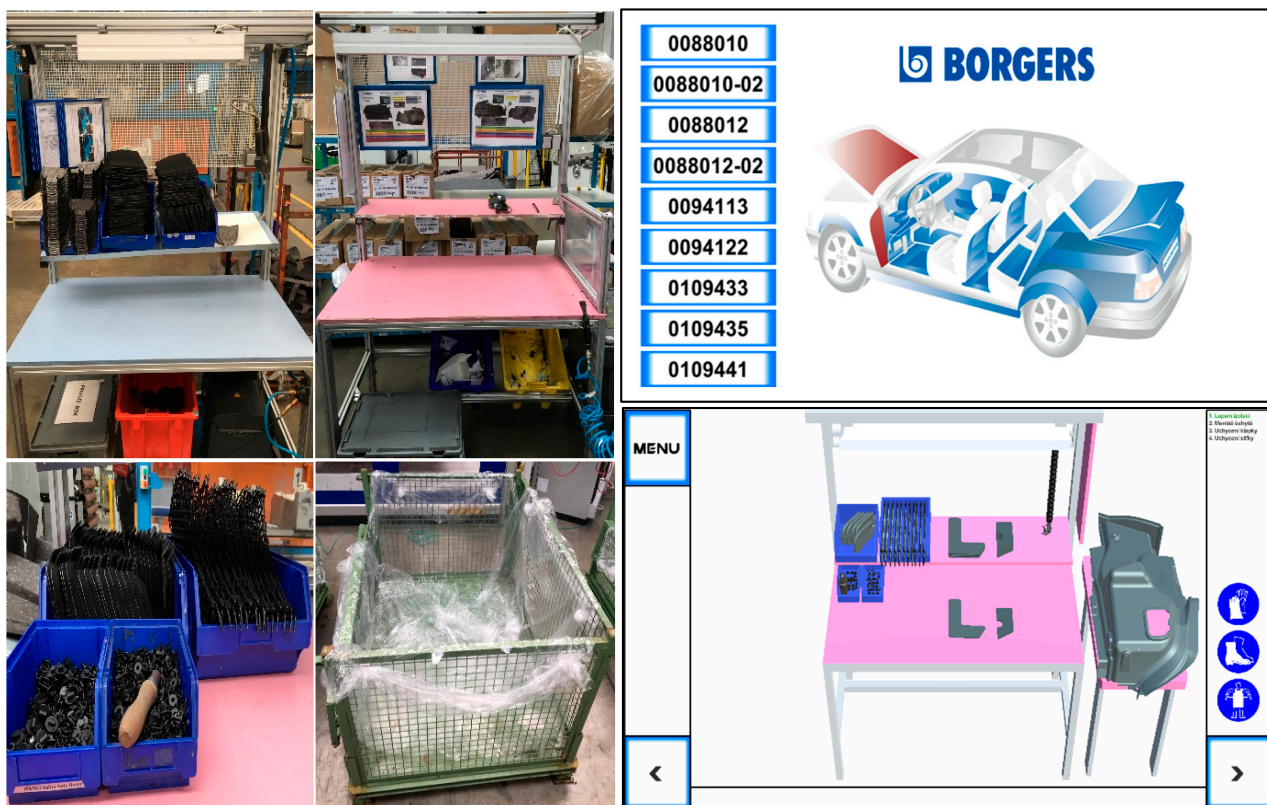 0088010
0088010-02
0088012
0088012-02
0094113
0094122
0109433
0109435
0109441
BORGERS
MENU
1. Lepení izolací
2. Montáž úchytů
3. Uchycení klapky
4. Uchycení síťky
<
>